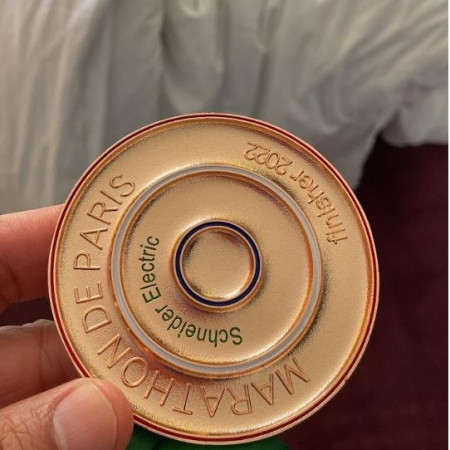 Schneider Electric
MARATHON DE PARIS
finisher 2022